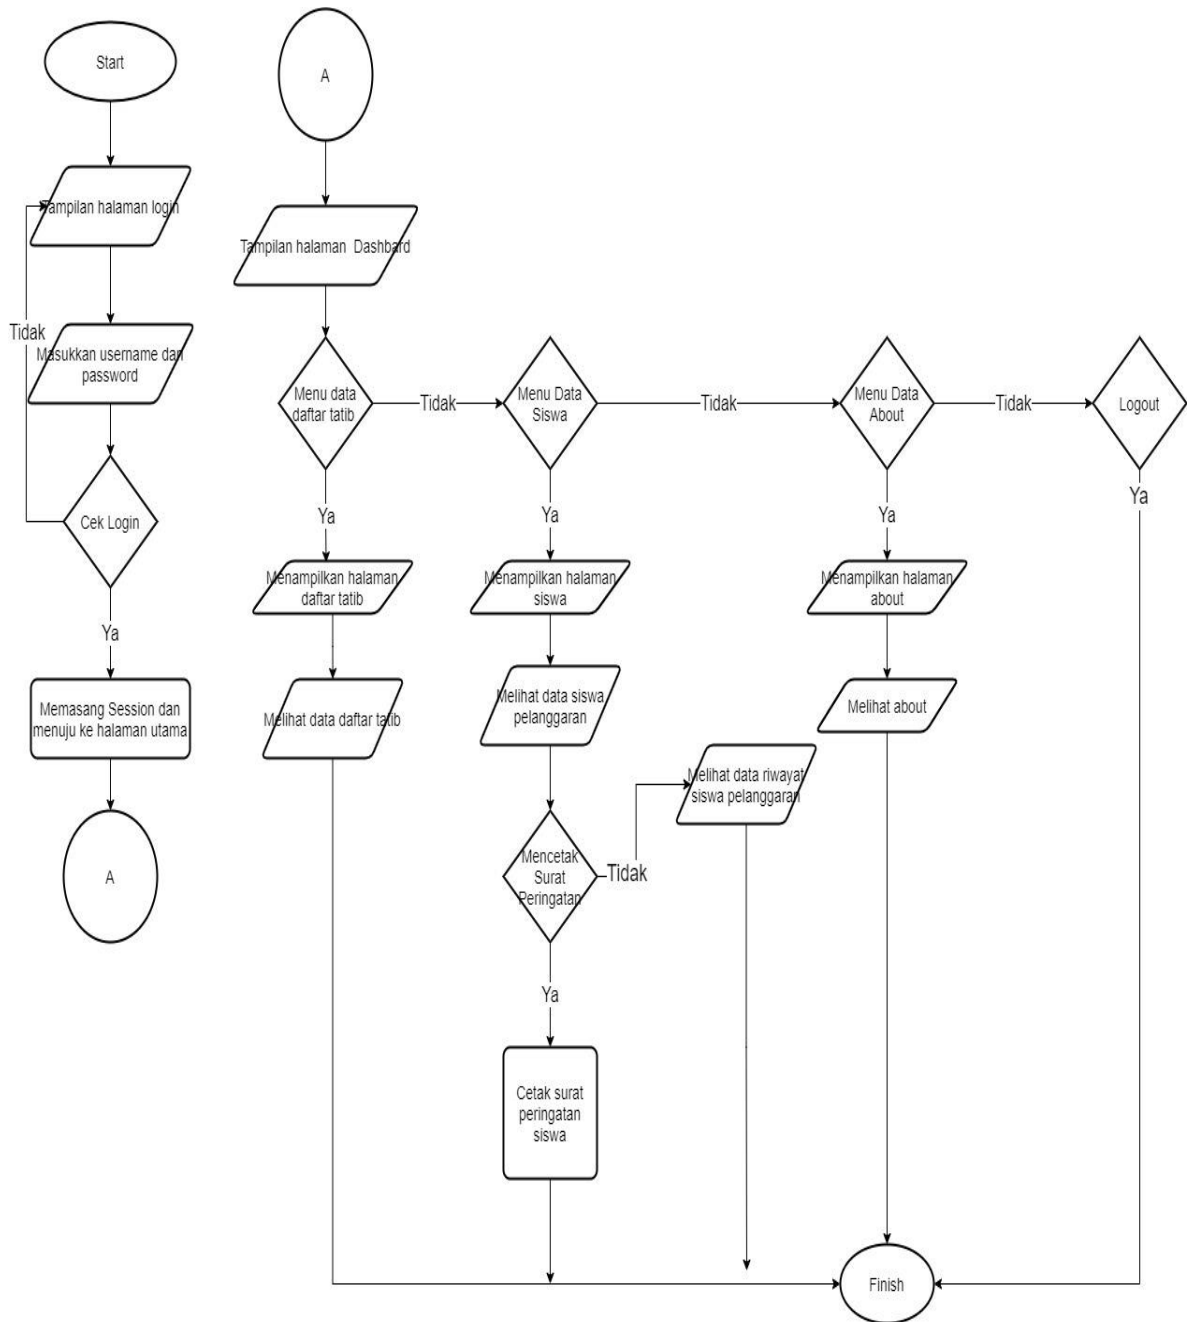 Start
Tampilan halaman login
Tidak
Masukkan username dan
password
Cek Login
Ya
Memasang Session dan
menuju ke halaman utama
A
A
Tampilan halaman  Dashbard
Menu data
daftar tatib
Tidak
Menu Data
Siswa
Tidak
Menu Data
About
Tidak
Logout
Ya
Menampilkan halaman
daftar tatib
Melihat data daftar tatib
Ya
Menampilkan halaman
siswa
Melihat data siswa
pelanggaran
Mencetak
Surat
Peringatan
Tidak
Melihat data riwayat
siswa pelanggaran
Ya
Cetak surat
peringatan
siswa
Ya
Menampilkan halaman
about
Melihat about
Ya
Finish